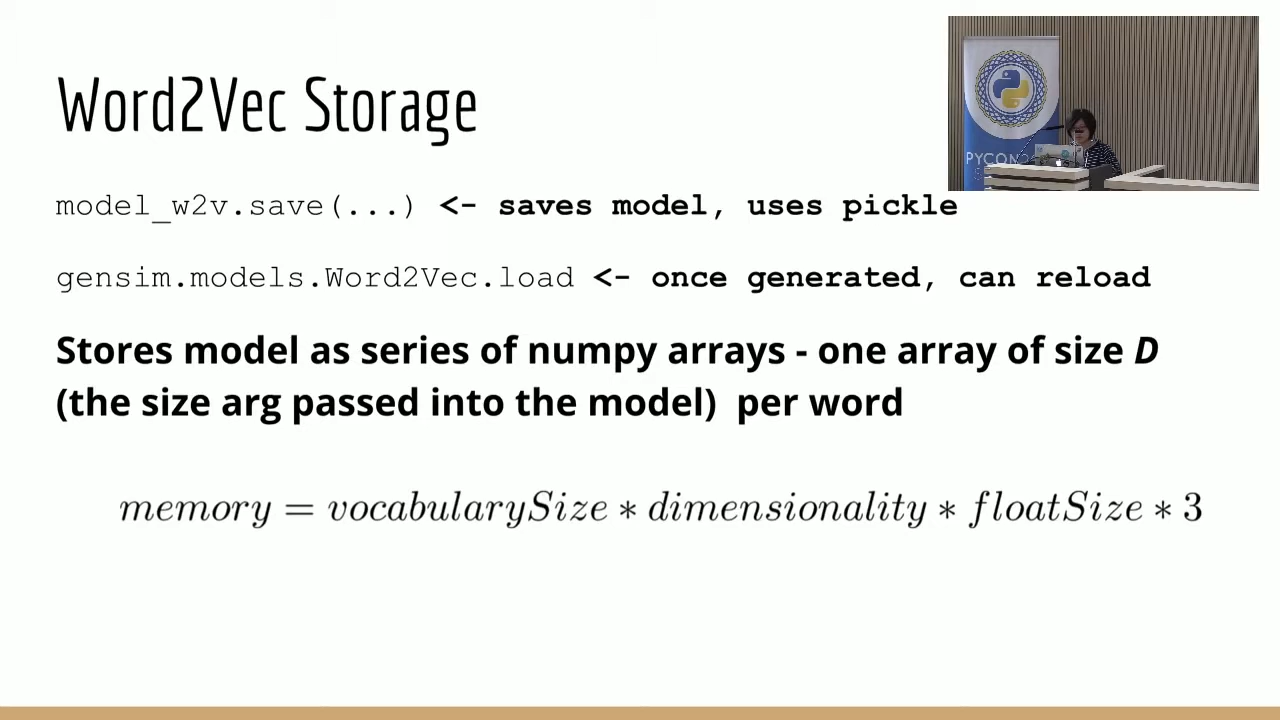 Word2Vec Storage
PYCON
model_w2v.save(...) <- saves model, uses pickle
gensim.models.Word2Vec.load <- once generated, can reload
Stores model as series of numpy arrays - one array of size D
(the size arg passed into the model) per word
memory = vocabularySize * dimensionality * floatSize * 3